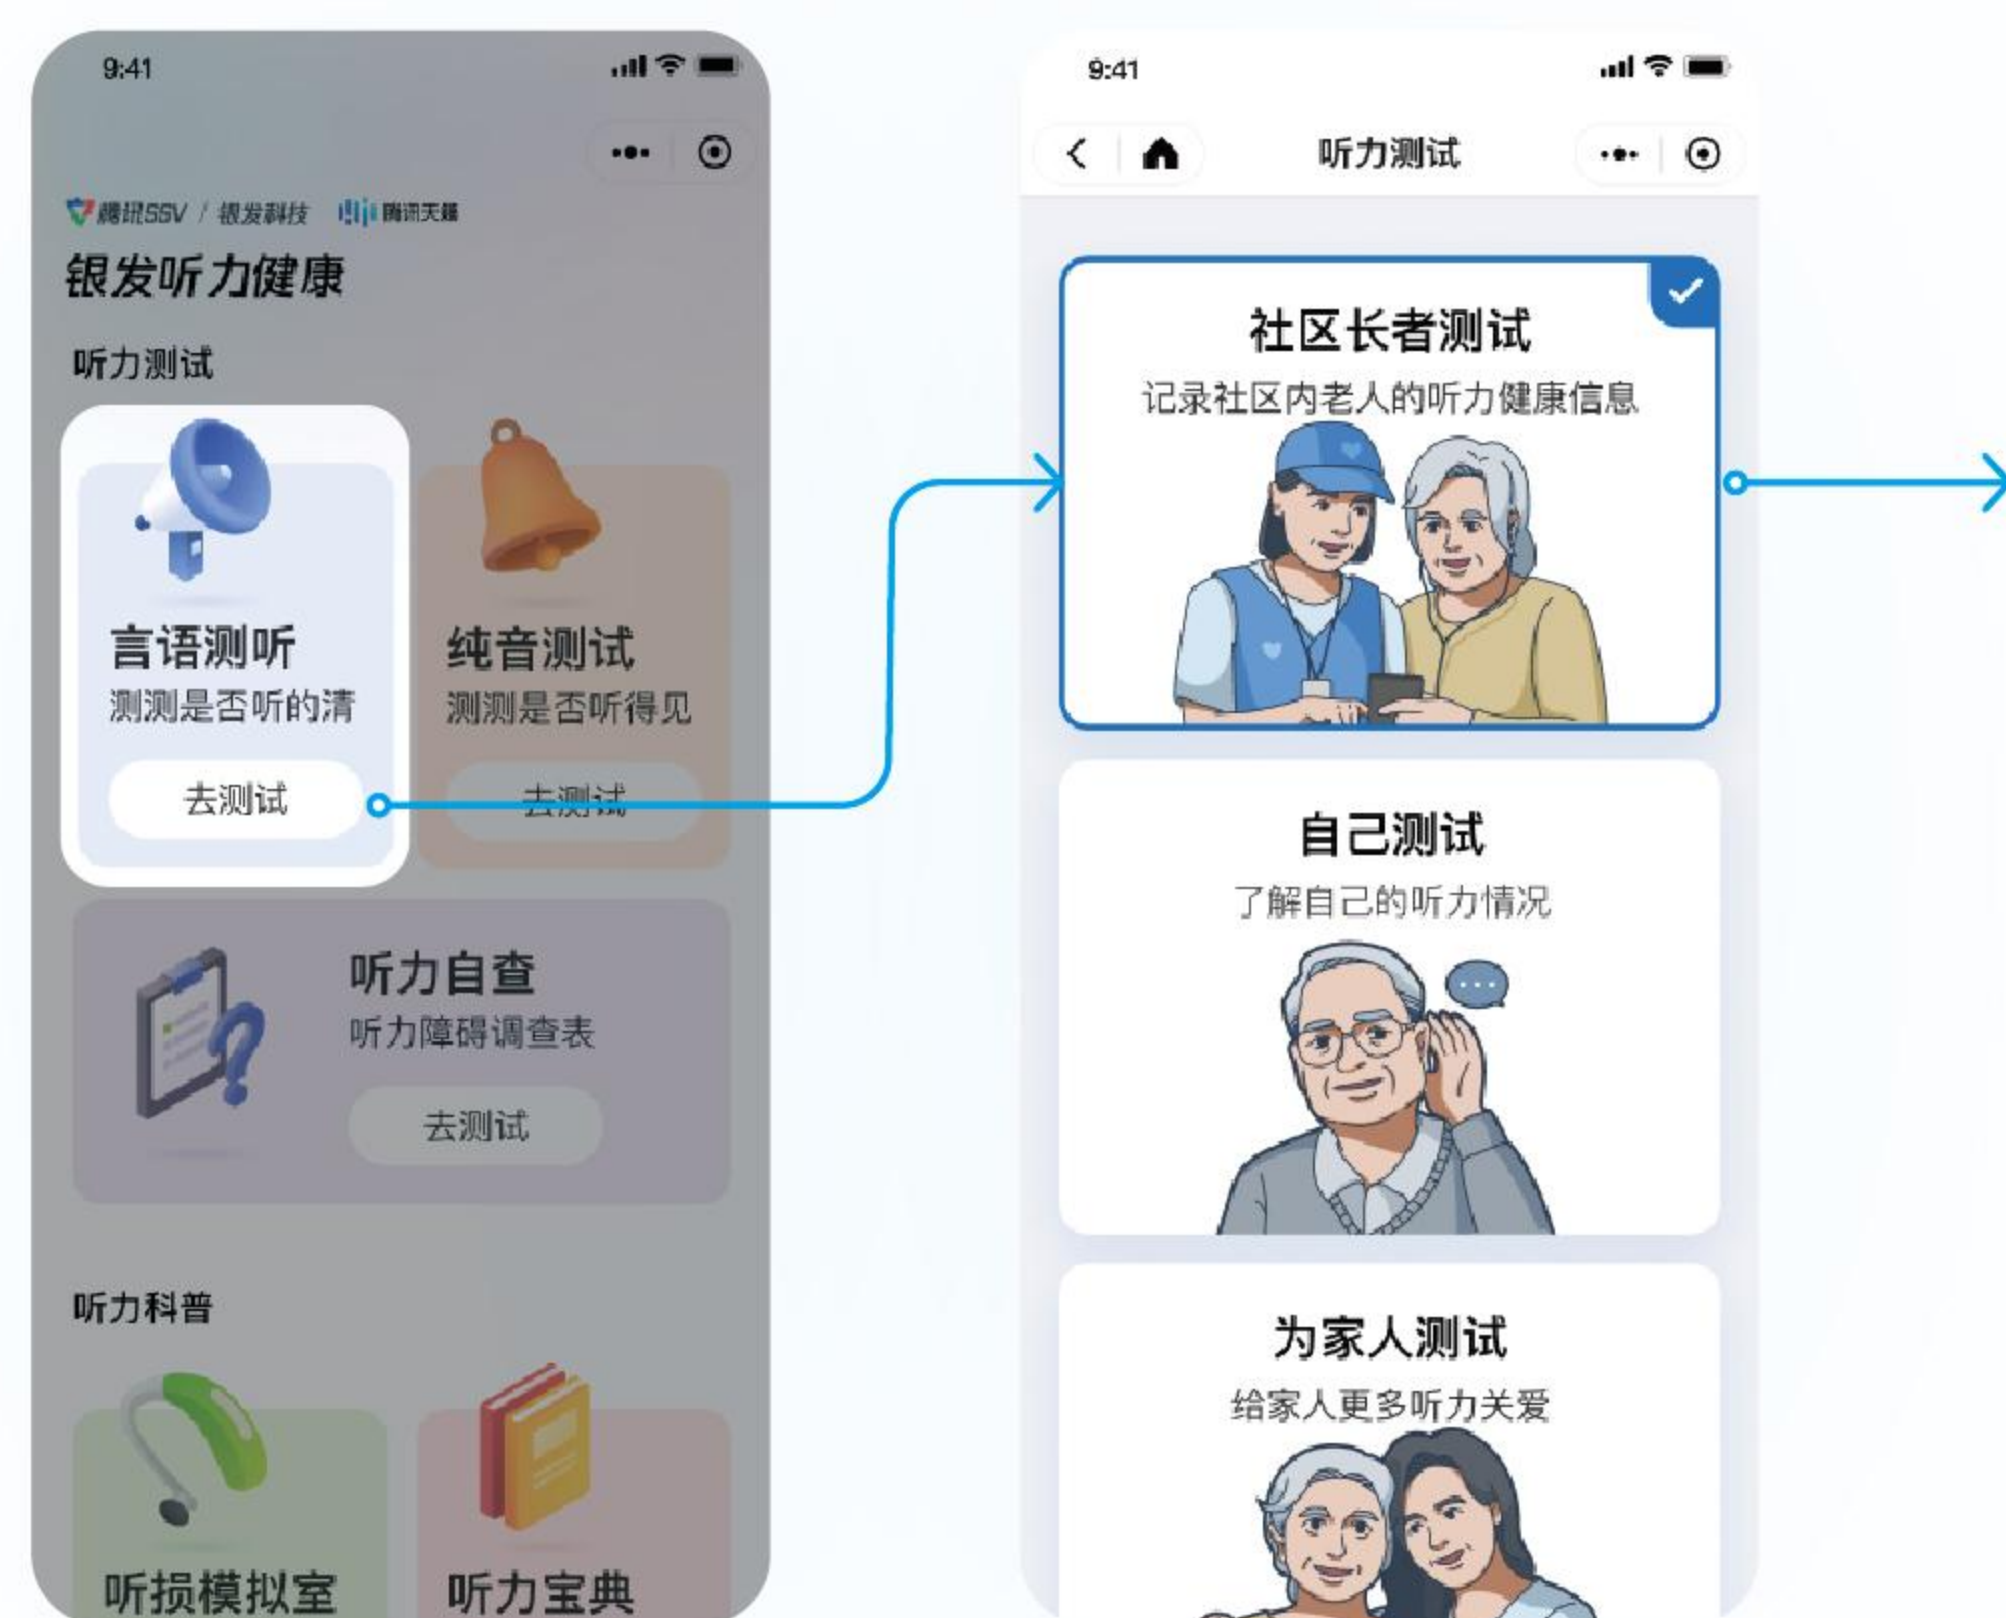 9:41
腾讯SSV / 银发科技 腾讯天籁
银发听力健康
听力测试
言语测听
测测是否听的清
去测试
纯音测试
测测是否听得见
去测试
听力自查
听力障碍调查表
去测试
听力科普
听损模拟室
听力宝典
9:41
听力测试
社区长者测试
记录社区内老人的听力健康信息
自己测试
了解自己的听力情况
为家人测试
给家人更多听力关爱